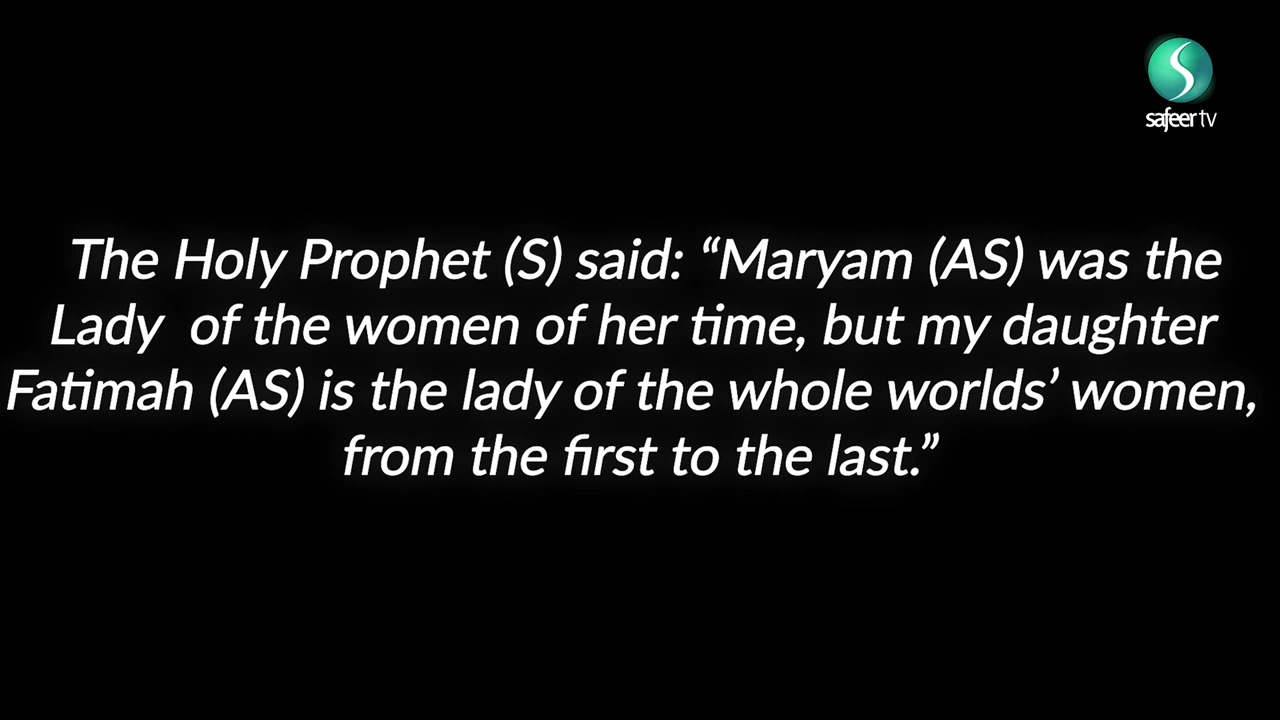 safeer tv
The Holy Prophet (S) said: “Maryam (AS) was the
Lady  of the women of her time, but my daughter
Fatimah (AS) is the lady of the whole worlds’ women,
from the first to the last.”